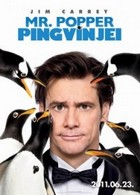 JIM CARREY
MR. POPPER
PINGVINJEI
2011.06.23.